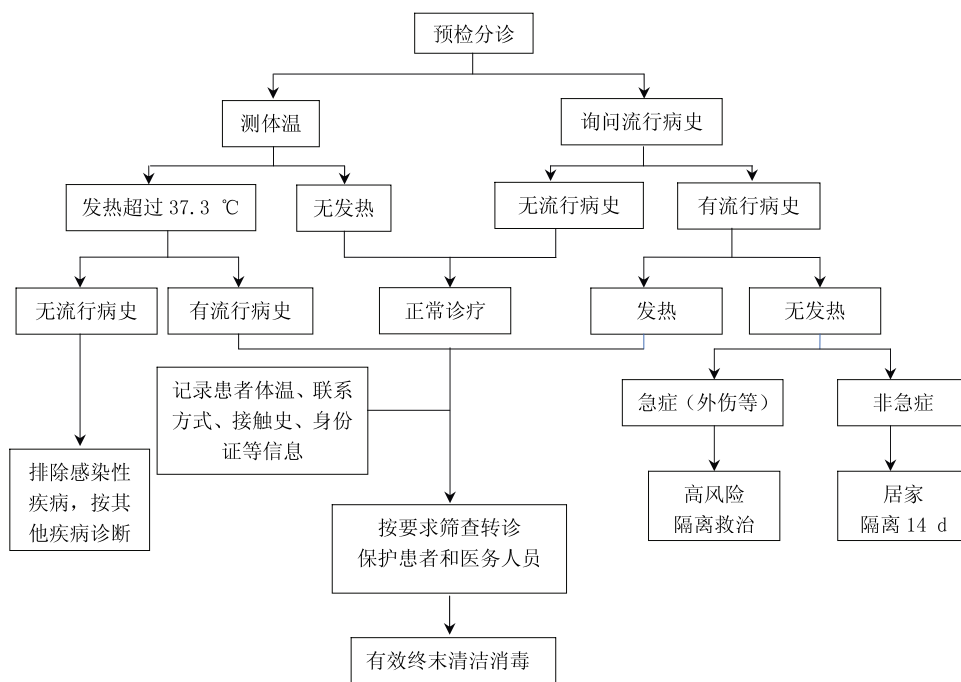 预检分诊
测体温
询问流行病史
发热超过 37.3 ℃
无发热
无流行病史
有流行病史
无流行病史
有流行病史
正常诊疗
发热
无发热
记录患者体温、联系
方式、接触史、身份
证等信息
急症（外伤等）
非急症
排除感染性
疾病，按其
他疾病诊断
高风险
隔离救治
居家
隔离 14 d
按要求筛查转诊
保护患者和医务人员
有效终末清洁消毒